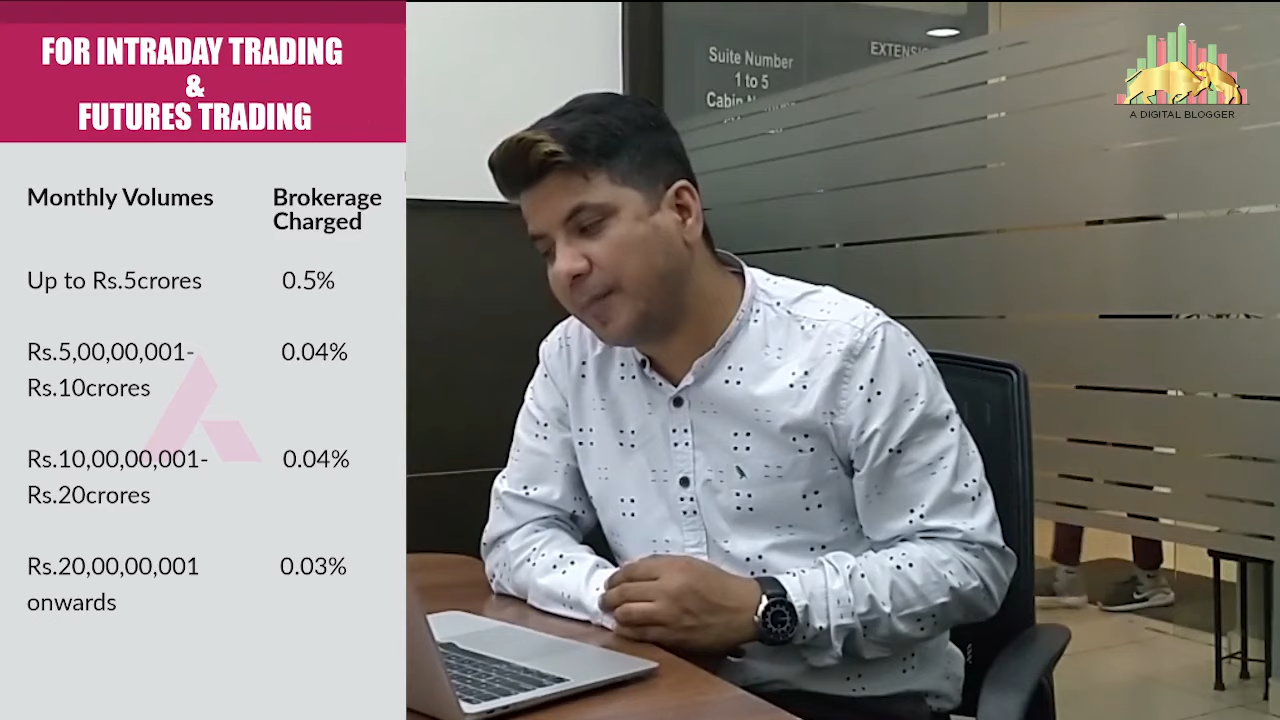 FOR INTRADAY TRADING
&
FUTURES TRADING
Monthly Volumes
Brokerage
Charged
Up to Rs.5crores
0.5%
Rs.5,00,00,001-
Rs.10crores
0.04%
Rs.10,00,00,001-
Rs.20crores
0.04%
Rs.20,00,00,001
onwards
0.03%
Suite Number
1 to 5
Cabin
A DIGITAL BLOGGER